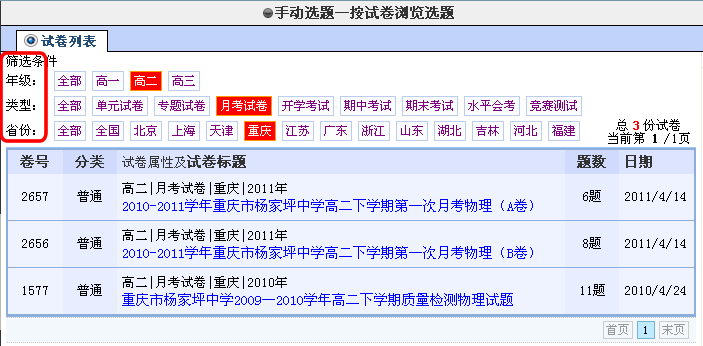 手动选题—按试卷浏览选题
试卷列表
筛选条件
年级: 全部 高一 高二 高三
类型: 全部 单元试卷 专题试卷 月考试卷 开学考试 期中考试 期末考试 水平会考 竞赛测试
省份: 全部 全国 北京 上海 天津 重庆 江苏 广东 浙江 山东 湖北 吉林 河北 福建
总 3 份试卷
当前第 1 /1页
卷号 分类 试卷属性及试卷标题 题数 日期
高二|月考试卷|重庆|2011年
2657 普通 2010-2011学年重庆市杨家坪中学高二下学期第一次月考物理（A卷） 6题 2011/4/14
高二|月考试卷|重庆|2011年
2656 普通 2010-2011学年重庆市杨家坪中学高二下学期第一次月考物理（B卷） 8题 2011/4/14
高二|月考试卷|重庆|2010年
1577 普通 重庆市杨家坪中学2009—2010学年高二下学期质量检测物理试题 11题 2010/4/24
首页 1 末页